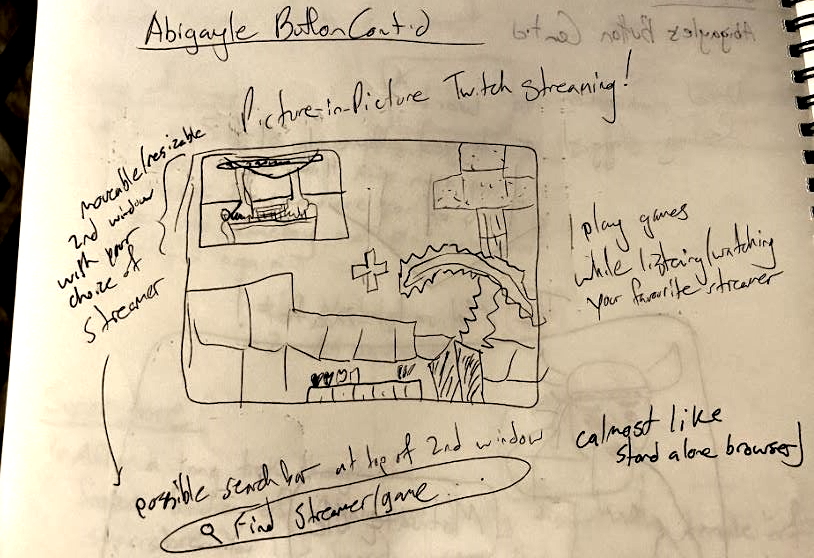 Abigayle Button Cont.d
Picture-in-Picture Twitch streaming!
moveable/resizable
2nd window
with your
choice of
streamer
play games
while listening/watching
your favourite streamer
possible search bar at top of 2nd window
Find Streamer/game...
(almost like
stand alone browser)